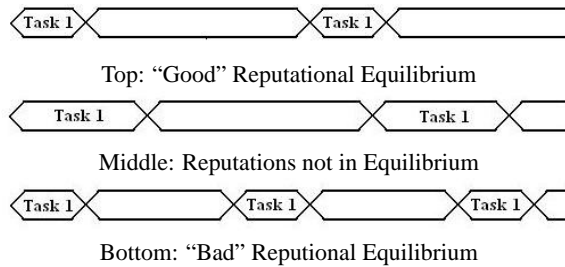 Task 1 Task 1
Top: “Good” Reputational Equilibrium
Task 1 Task 1
Middle: Reputations not in Equilibrium
Task 1 Task 1 Task 1
Bottom: “Bad” Reputional Equilibrium